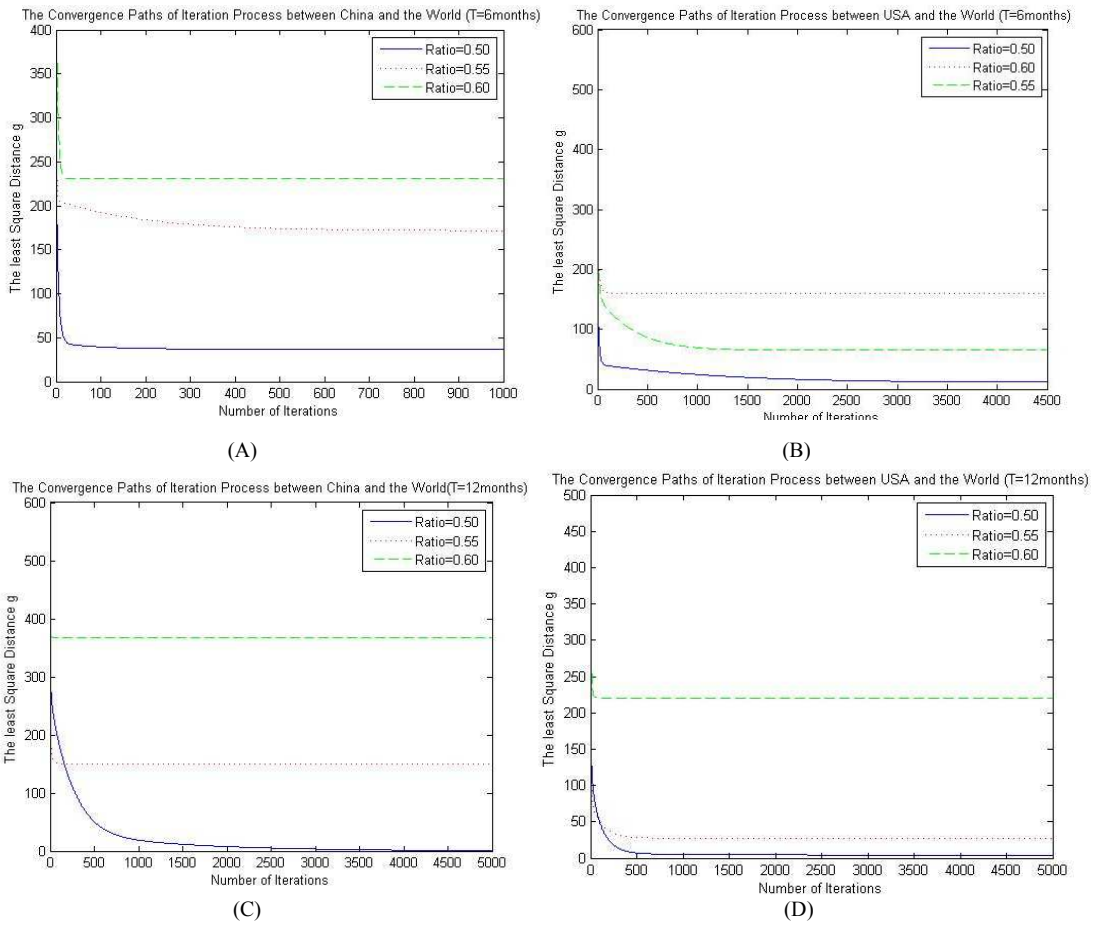 The Convergence Paths of Iteration Process between China and the World (T=6months)
400
350
300
250
200
150
100
50
0
The least Square Distance g
Ratio=0.50
Ratio=0.55
Ratio=0.60
0 100 200 300 400 500 600 700 800 900 1000
Number of Iterations
(A)
The Convergence Paths of Iteration Process between USA and the World (T=6months)
600
500
400
300
200
100
0
The least Square Distance g
Ratio=0.50
Ratio=0.60
Ratio=0.55
0 500 1000 1500 2000 2500 3000 3500 4000 4500
Number of Iterations
(B)
The Convergence Paths of Iteration Process between China and the World(T=12months)
600
500
400
300
200
100
0
The least Square Distance g
Ratio=0.50
Ratio=0.55
Ratio=0.60
0 500 1000 1500 2000 2500 3000 3500 4000 4500 5000
Number of Iterations
(C)
The Convergence Paths of Iteration Process between USA and the World (T=12months)
500
450
400
350
300
250
200
150
100
50
0
The least Square Distance g
Ratio=0.50
Ratio=0.55
Ratio=0.60
0 500 1000 1500 2000 2500 3000 3500 4000 4500 5000
Number of Iterations
(D)